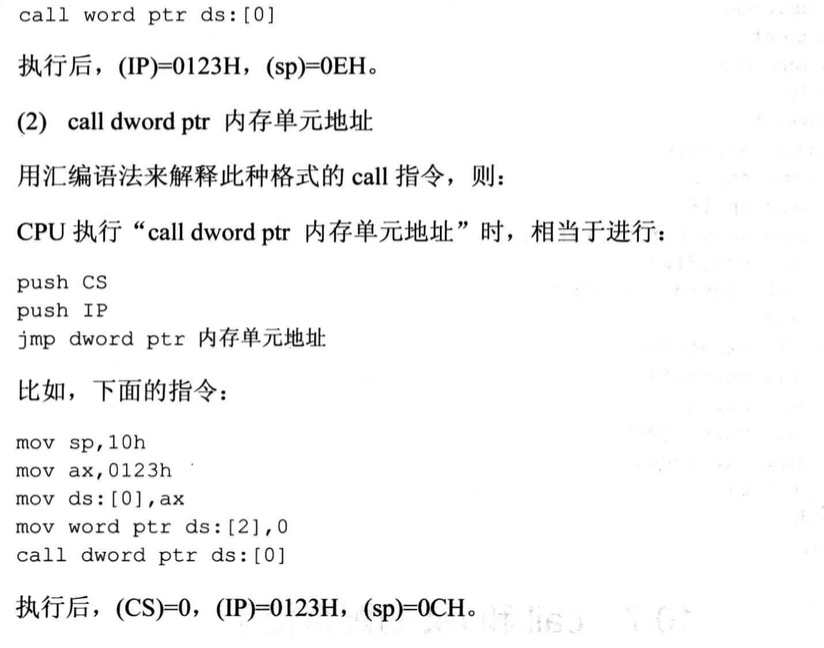 call word ptr ds:[0]
执行后，(IP)=0123H，(sp)=0EH。
(2) call dword ptr 内存单元地址
用汇编语法来解释此种格式的 call 指令，则：
CPU 执行“call dword ptr 内存单元地址”时，相当于进行：
push CS
push IP
jmp dword ptr 内存单元地址
比如，下面的指令：
mov sp,10h
mov ax,0123h
mov ds:[0],ax
mov word ptr ds:[2],0
call dword ptr ds:[0]
执行后，(CS)=0，(IP)=0123H，(sp)=0CH。